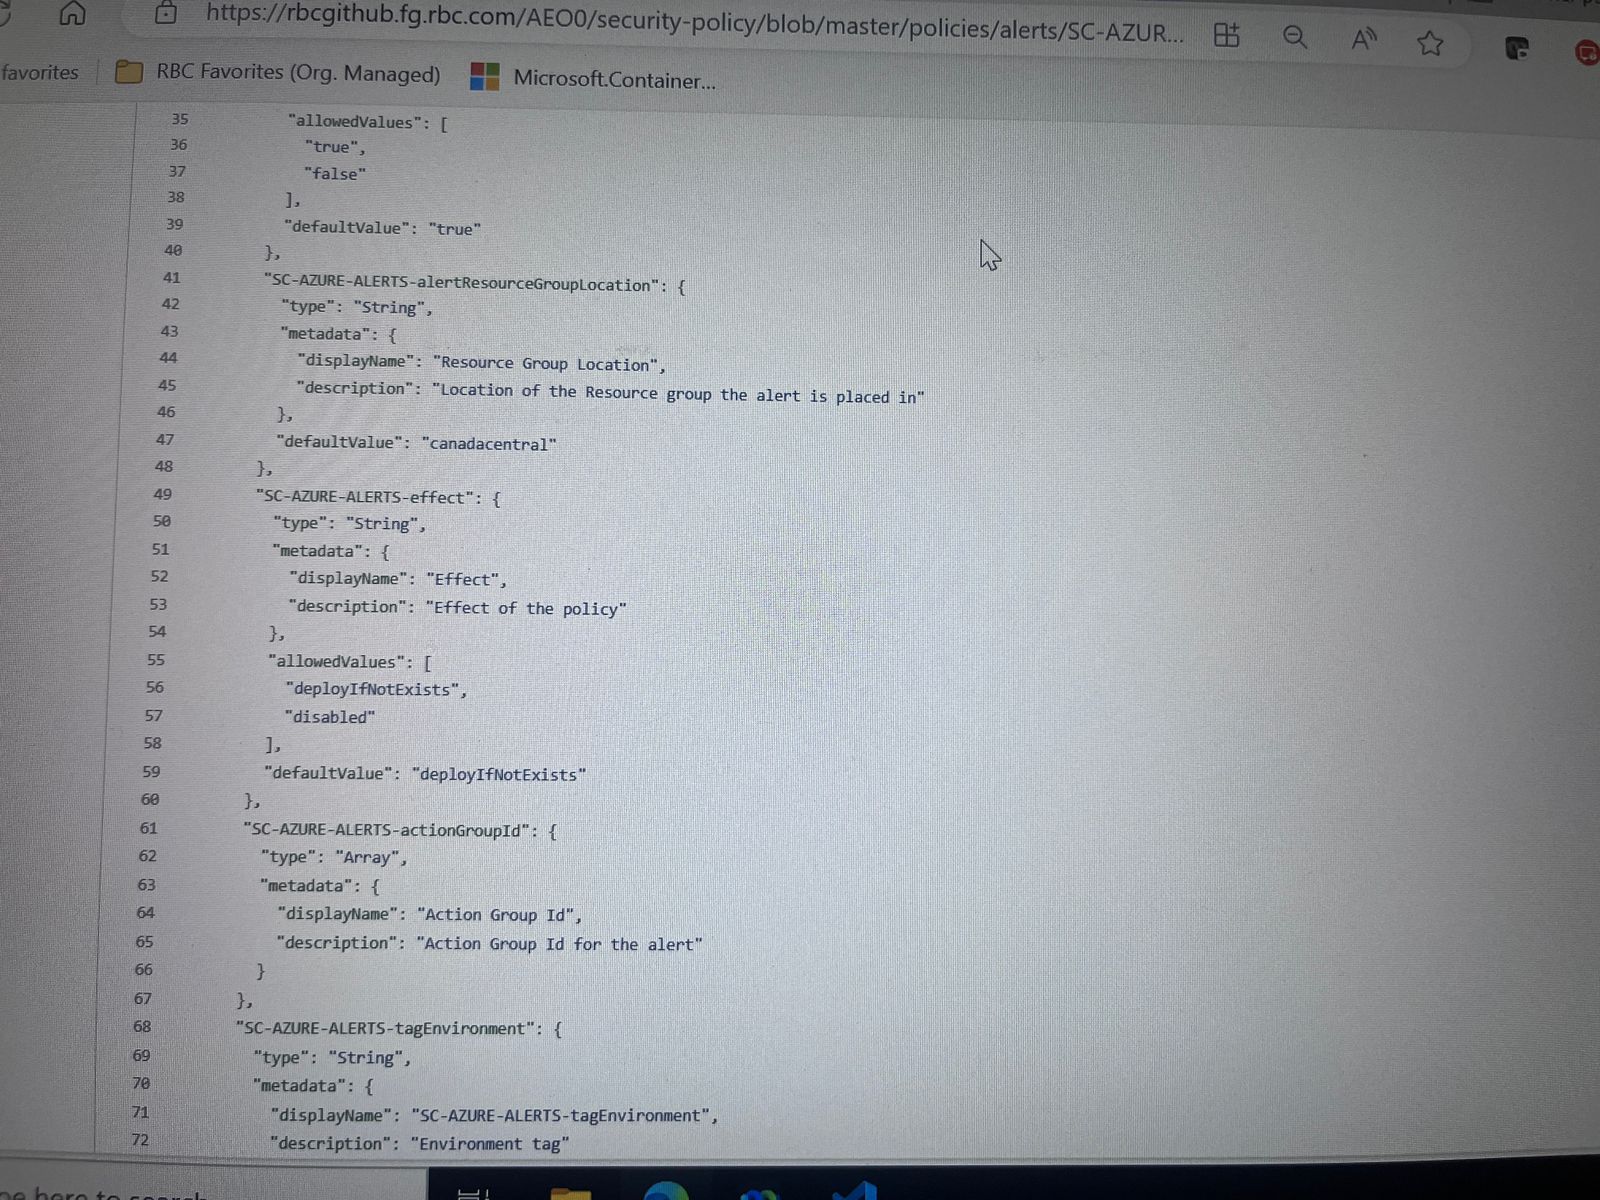 https://rbcgithub.fg.rbc.com/AEO0/security-policy/blob/master/policies/alerts/SC-AZUR...
favorites RBC Favorites (Org. Managed) Microsoft.Container...
35 "allowedValues": [
36 "true",
37 "false"
38 ],
39 "defaultValue": "true"
40 },
41 "SC-AZURE-ALERTS-alertResourceGroupLocation": {
42 "type": "String",
43 "metadata": {
44 "displayName": "Resource Group Location",
45 "description": "Location of the Resource group the alert is placed in"
46 },
47 "defaultValue": "canadacentral"
48 },
49 "SC-AZURE-ALERTS-effect": {
50 "type": "String",
51 "metadata": {
52 "displayName": "Effect",
53 "description": "Effect of the policy"
54 },
55 "allowedValues": [
56 "deployIfNotExists",
57 "disabled"
58 ],
59 "defaultValue": "deployIfNotExists"
60 },
61 "SC-AZURE-ALERTS-actionGroupId": {
62 "type": "Array",
63 "metadata": {
64 "displayName": "Action Group Id",
65 "description": "Action Group Id for the alert"
66 }
67 },
68 "SC-AZURE-ALERTS-tagEnvironment": {
69 "type": "String",
70 "metadata": {
71 "displayName": "SC-AZURE-ALERTS-tagEnvironment",
72 "description": "Environment tag"
here to search